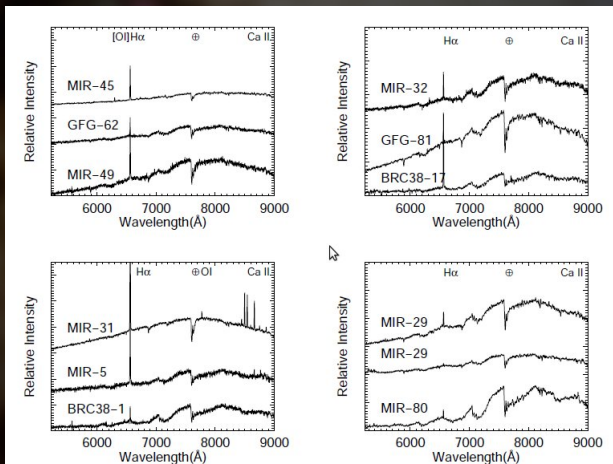 [OI]Hα ⊕ Ca II
MIR−45
GFG−62
MIR−49
Relative Intensity
6000 7000 8000 9000
Wavelength(Å)
Hα ⊕ Ca II
MIR−32
GFG−81
BRC38−17
Relative Intensity
6000 7000 8000 9000
Wavelength(Å)
Hα ⊕OI Ca II
MIR−31
MIR−5
BRC38−1
Relative Intensity
6000 7000 8000 9000
Wavelength(Å)
Hα ⊕ Ca II
MIR−29
MIR−29
MIR−80
Relative Intensity
6000 7000 8000 9000
Wavelength(Å)